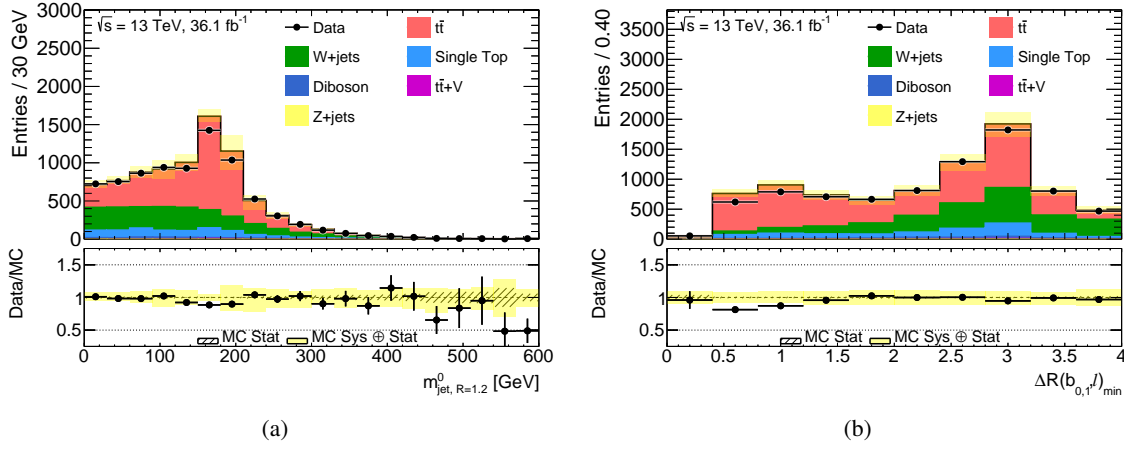 √s = 13 TeV, 36.1 fb⁻¹
Data
tt̄
W+jets
Single Top
Diboson
tt̄+V
Z+jets
Entries / 30 GeV
3000
2500
2000
1500
1000
500
0
Data/MC
1.5
1
0.5
MC Stat
MC Sys ⊕ Stat
0 100 200 300 400 500 600
m⁰jet, R=1.2 [GeV]
(a)
√s = 13 TeV, 36.1 fb⁻¹
Data
tt̄
W+jets
Single Top
Diboson
tt̄+V
Z+jets
Entries / 0.40
3500
3000
2500
2000
1500
1000
500
0
Data/MC
1.5
1
0.5
MC Stat
MC Sys ⊕ Stat
0 0.5 1 1.5 2 2.5 3 3.5 4
ΔR(b0,1,l)min
(b)